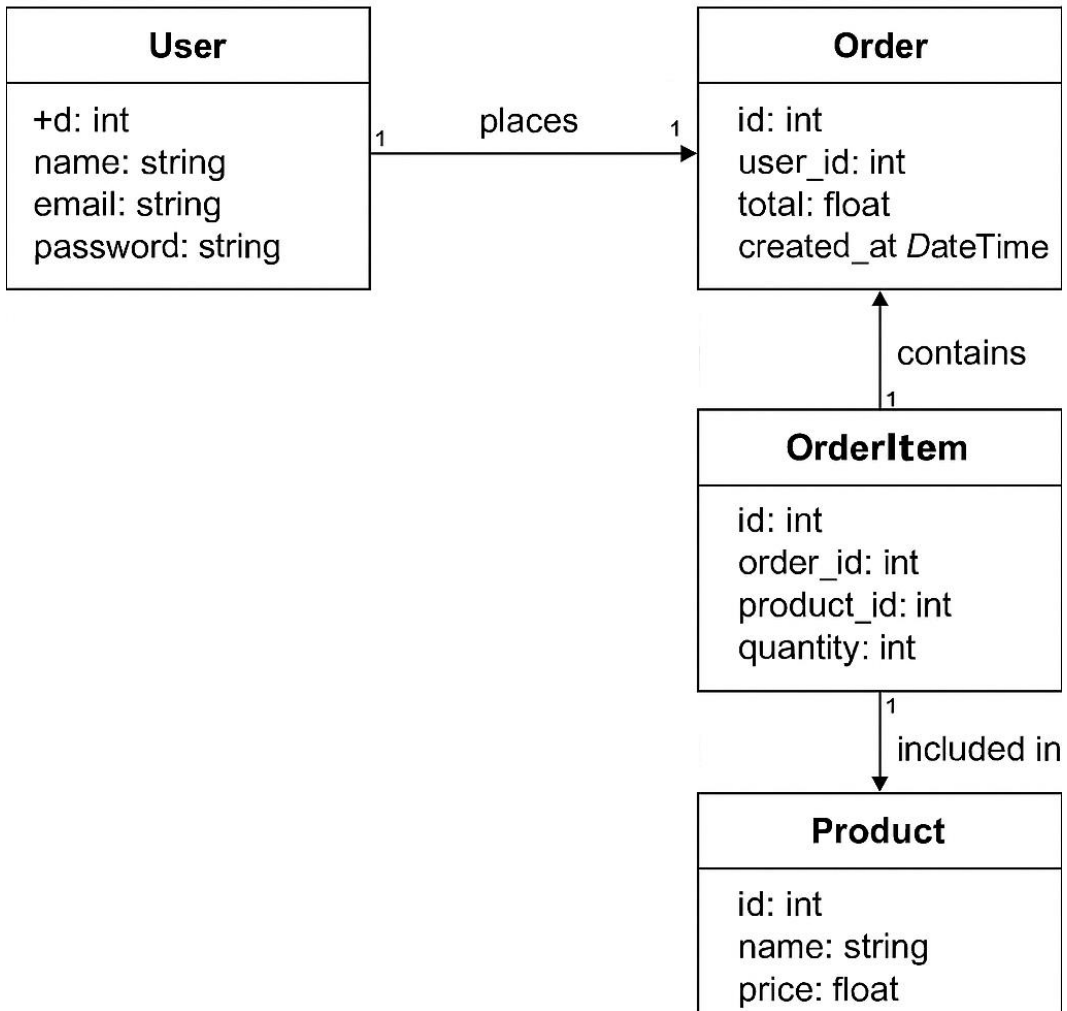 User
+d: int
name: string
email: string
password: string
1
places
1
Order
id: int
user_id: int
total: float
created_at DateTime
contains
1
OrderItem
id: int
order_id: int
product_id: int
quantity: int
1
included in
Product
id: int
name: string
price: float